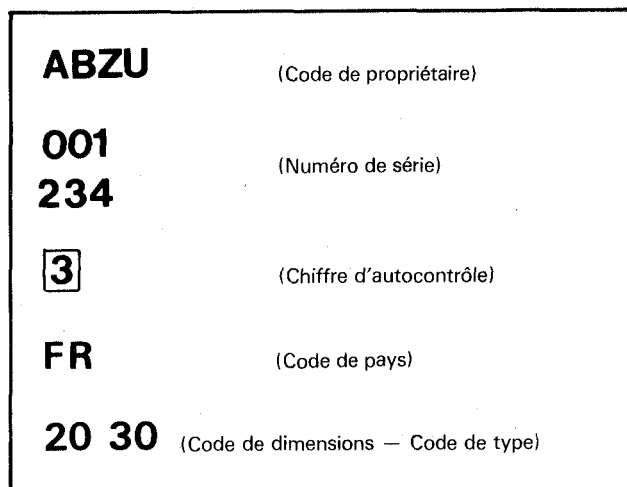 ABZU (Code de propriétaire)
001
(Numéro de série)
234
3 (Chiffre d'autocontrôle)
FR (Code de pays)
20 30 (Code de dimensions — Code de type)